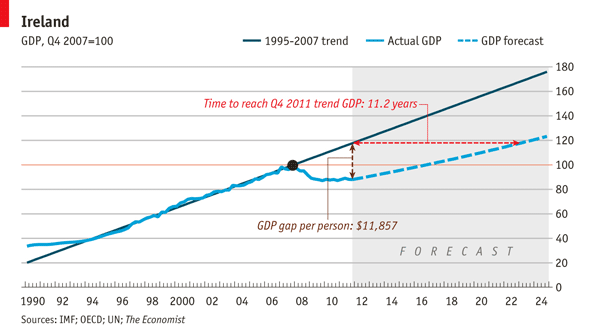 Ireland
GDP, Q4 2007=100
1995-2007 trend
Actual GDP
GDP forecast
180
160
140
120
100
80
60
40
20
0
Time to reach Q4 2011 trend GDP: 11.2 years
GDP gap per person: $11,857
FORECAST
1990 92 94 96 98 2000 02 04 06 08 10 12 14 16 18 20 22 24
Sources: IMF; OECD; UN; The Economist